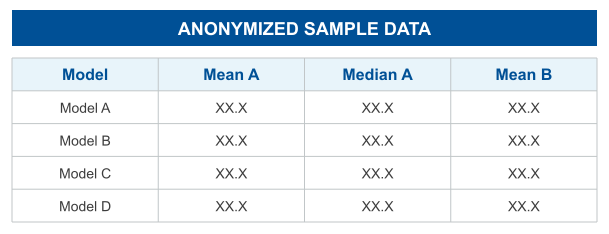 ANONYMIZED SAMPLE DATA
Model Mean A Median A Mean B
Model A XX.X XX.X XX.X
Model B XX.X XX.X XX.X
Model C XX.X XX.X XX.X
Model D XX.X XX.X XX.X